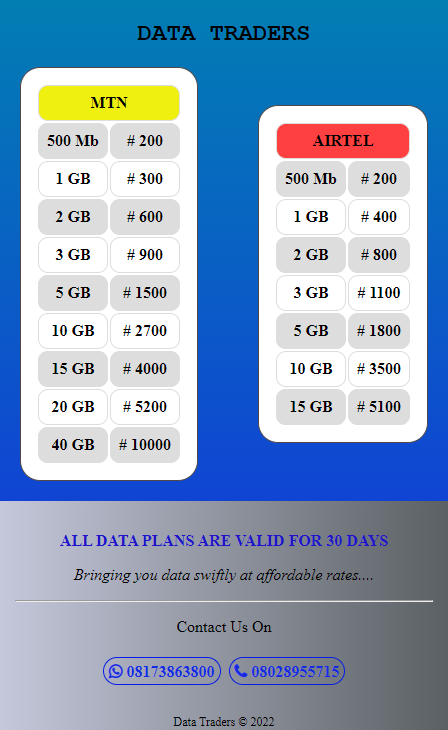 DATA TRADERS
MTN
500 Mb # 200
1 GB # 300
2 GB # 600
3 GB # 900
5 GB # 1500
10 GB # 2700
15 GB # 4000
20 GB # 5200
40 GB # 10000
AIRTEL
500 Mb # 200
1 GB # 400
2 GB # 800
3 GB # 1100
5 GB # 1800
10 GB # 3500
15 GB # 5100
ALL DATA PLANS ARE VALID FOR 30 DAYS
Bringing you data swiftly at affordable rates....
Contact Us On
08173863800 08028955715
Data Traders © 2022